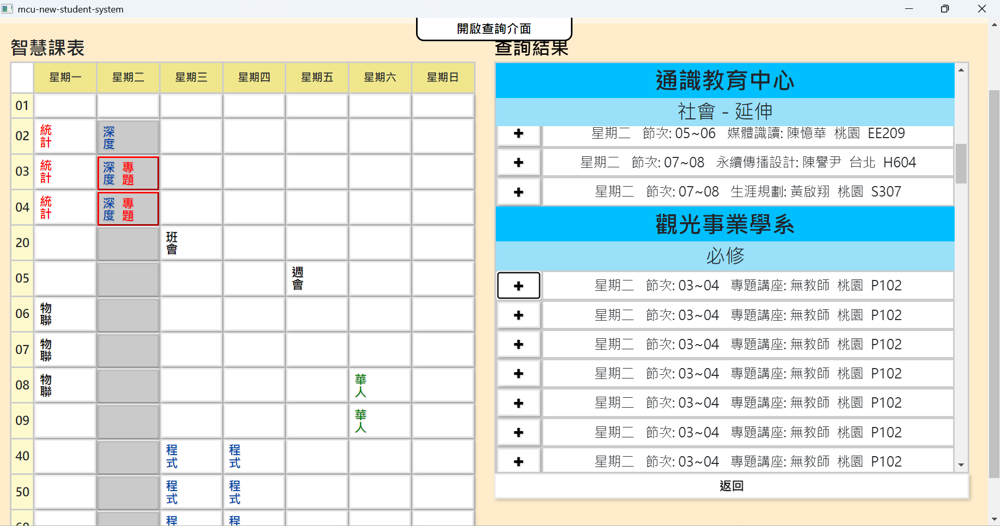 mcu-new-student-system
開啟查詢介面
智慧課表
星期一 星期二 星期三 星期四 星期五 星期六 星期日
01
02 統計 深度
03 統計 深度 專題
04 統計 深度 專題
20 班會
05 週會
06 物聯
07 物聯
08 物聯 華人
09 華人
40 程式 程式
50 程式 程式
60 程 程
查詢結果
通識教育中心
社會 - 延伸
+ 星期二 節次: 05~06 媒體識讀: 陳憶華 桃園 EE209
+ 星期二 節次: 07~08 永續傳播設計: 陳譽尹 台北 H604
+ 星期二 節次: 07~08 生涯規劃: 黃啟翔 桃園 S307
觀光事業學系
必修
+ 星期二 節次: 03~04 專題講座: 無教師 桃園 P102
+ 星期二 節次: 03~04 專題講座: 無教師 桃園 P102
+ 星期二 節次: 03~04 專題講座: 無教師 桃園 P102
+ 星期二 節次: 03~04 專題講座: 無教師 桃園 P102
+ 星期二 節次: 03~04 專題講座: 無教師 桃園 P102
+ 星期二 節次: 03~04 專題講座: 無教師 桃園 P102
+ 星期二 節次: 03~04 專題講座: 無教師 桃園 P102
返回